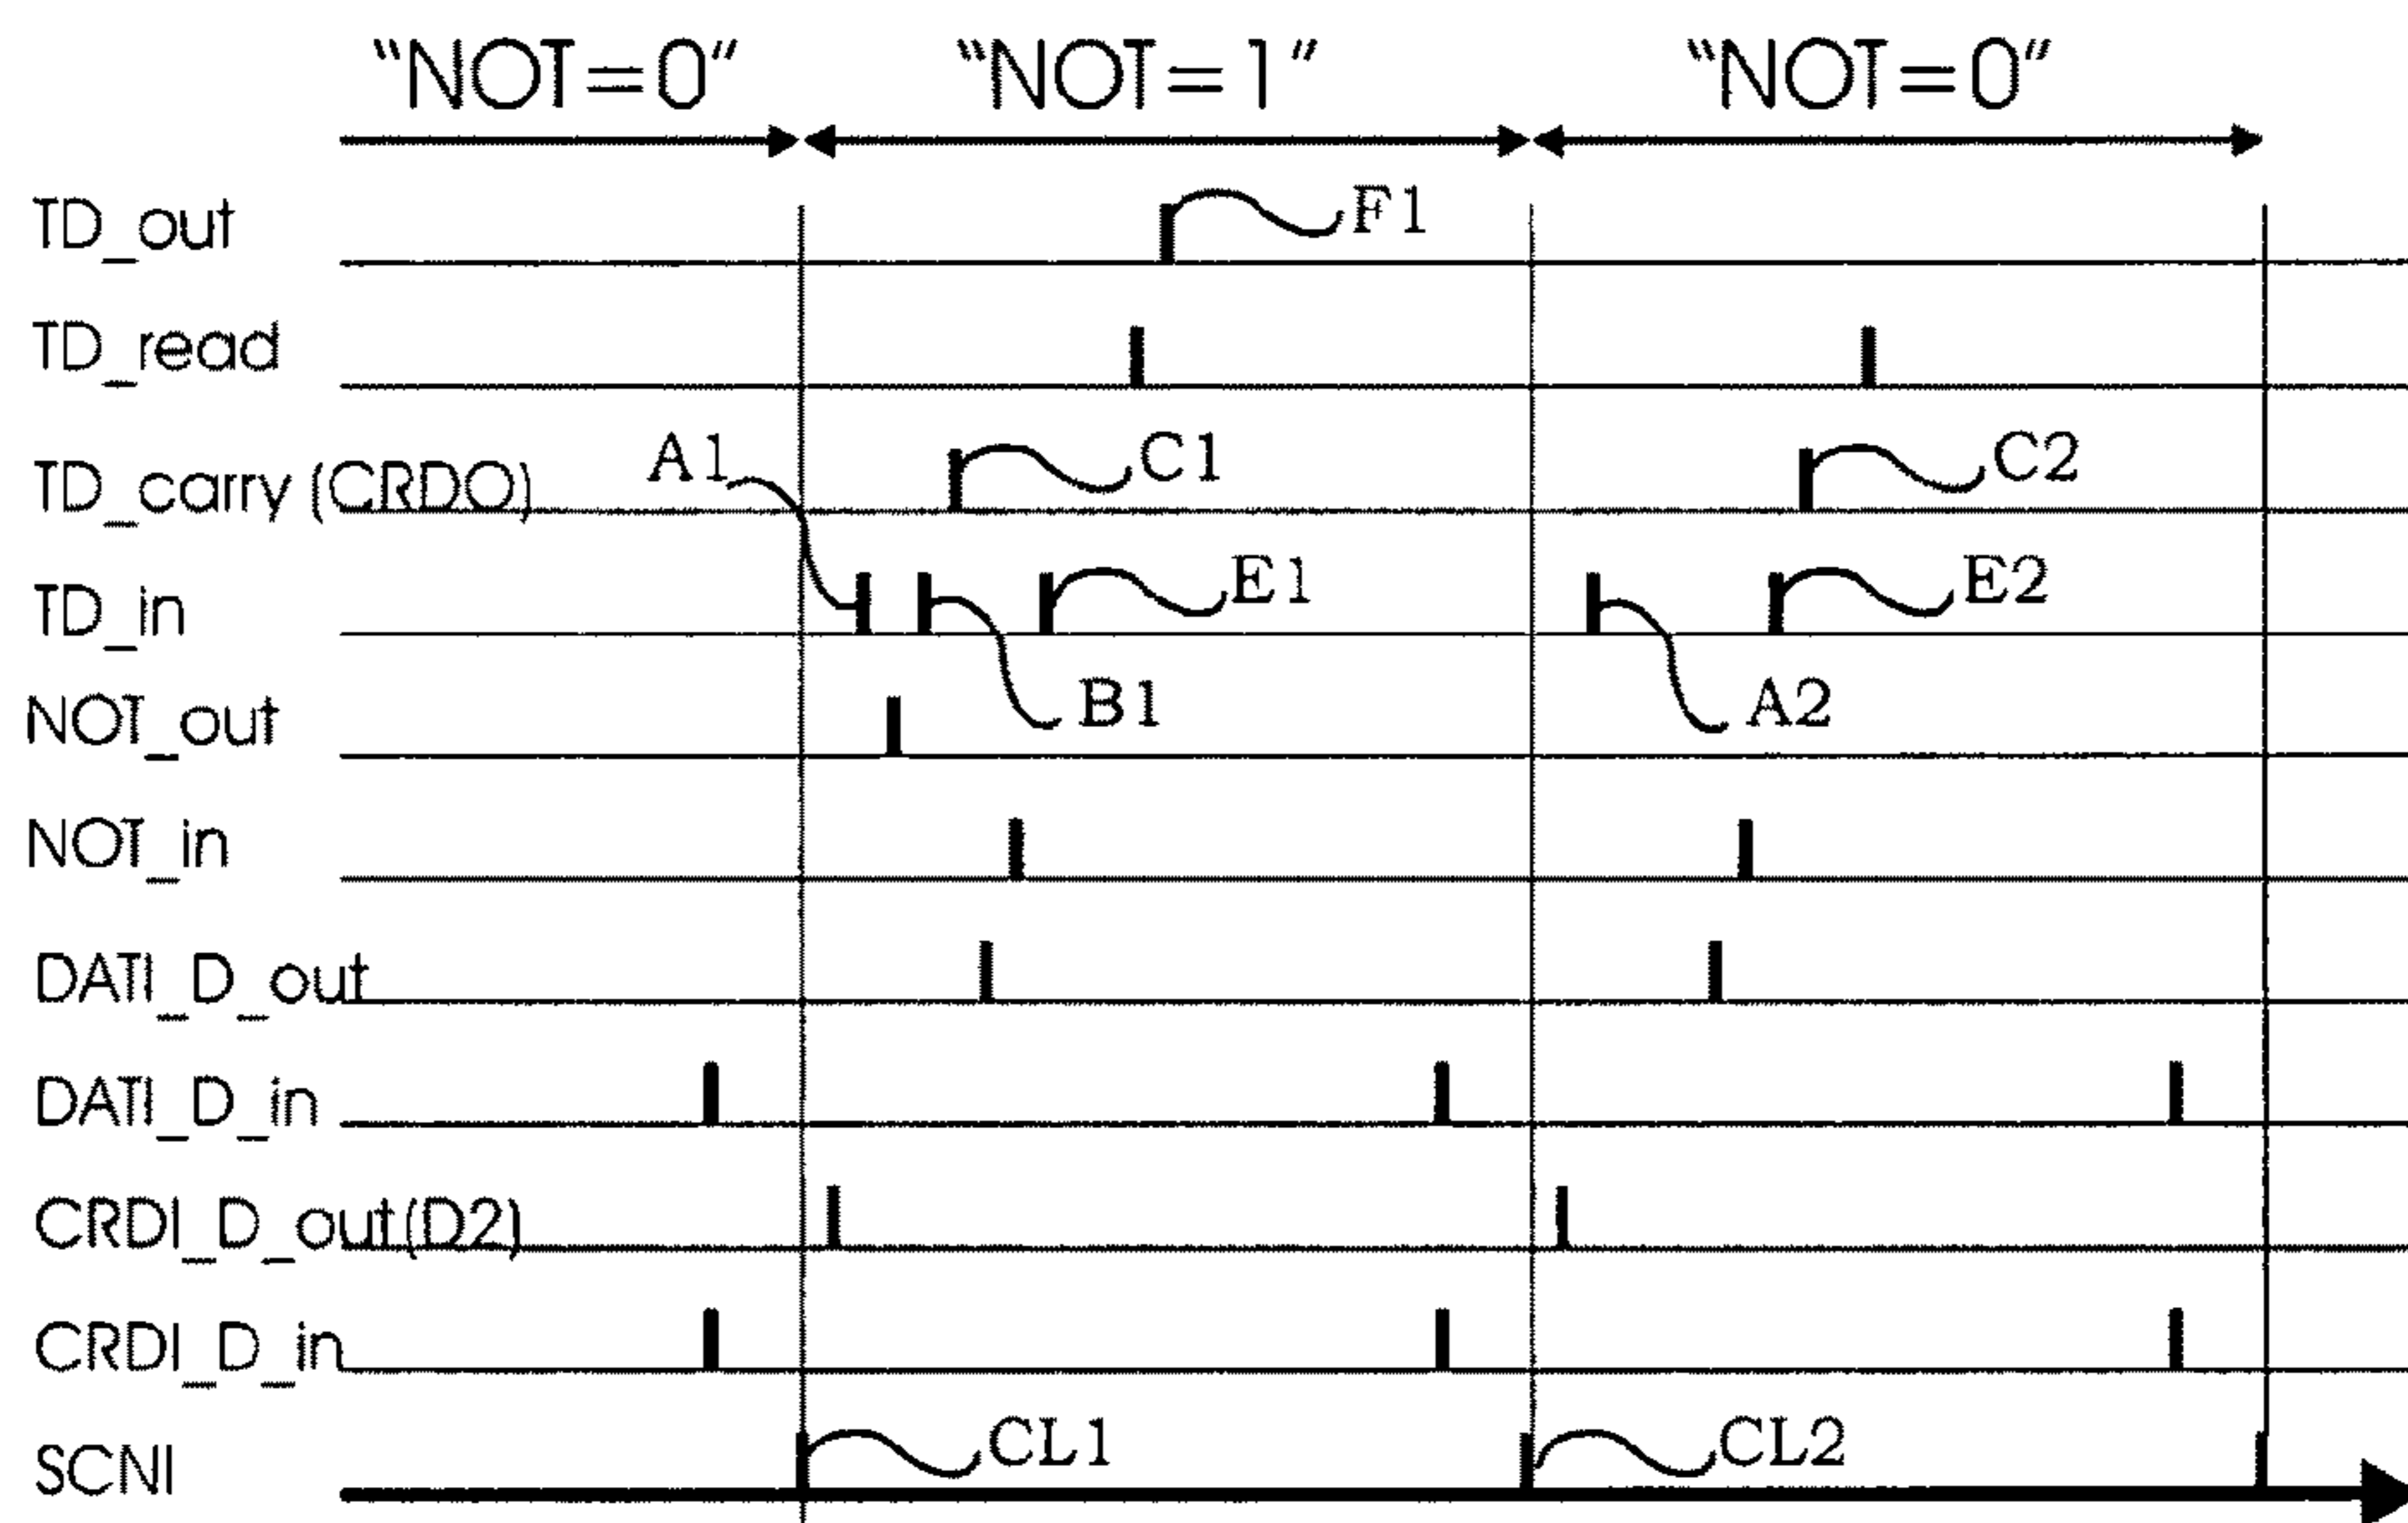 “NOT=0” “NOT=1” “NOT=0”
TD_out F1
TD_read
TD_carry (CRDO) A1 C1 C2
TD_in E1 E2
NOT_out B1 A2
NOT_in
DATI_D_out
DATI_D_in
CRDI_D_out(D2)
CRDI_D_in
SCNI CL1 CL2